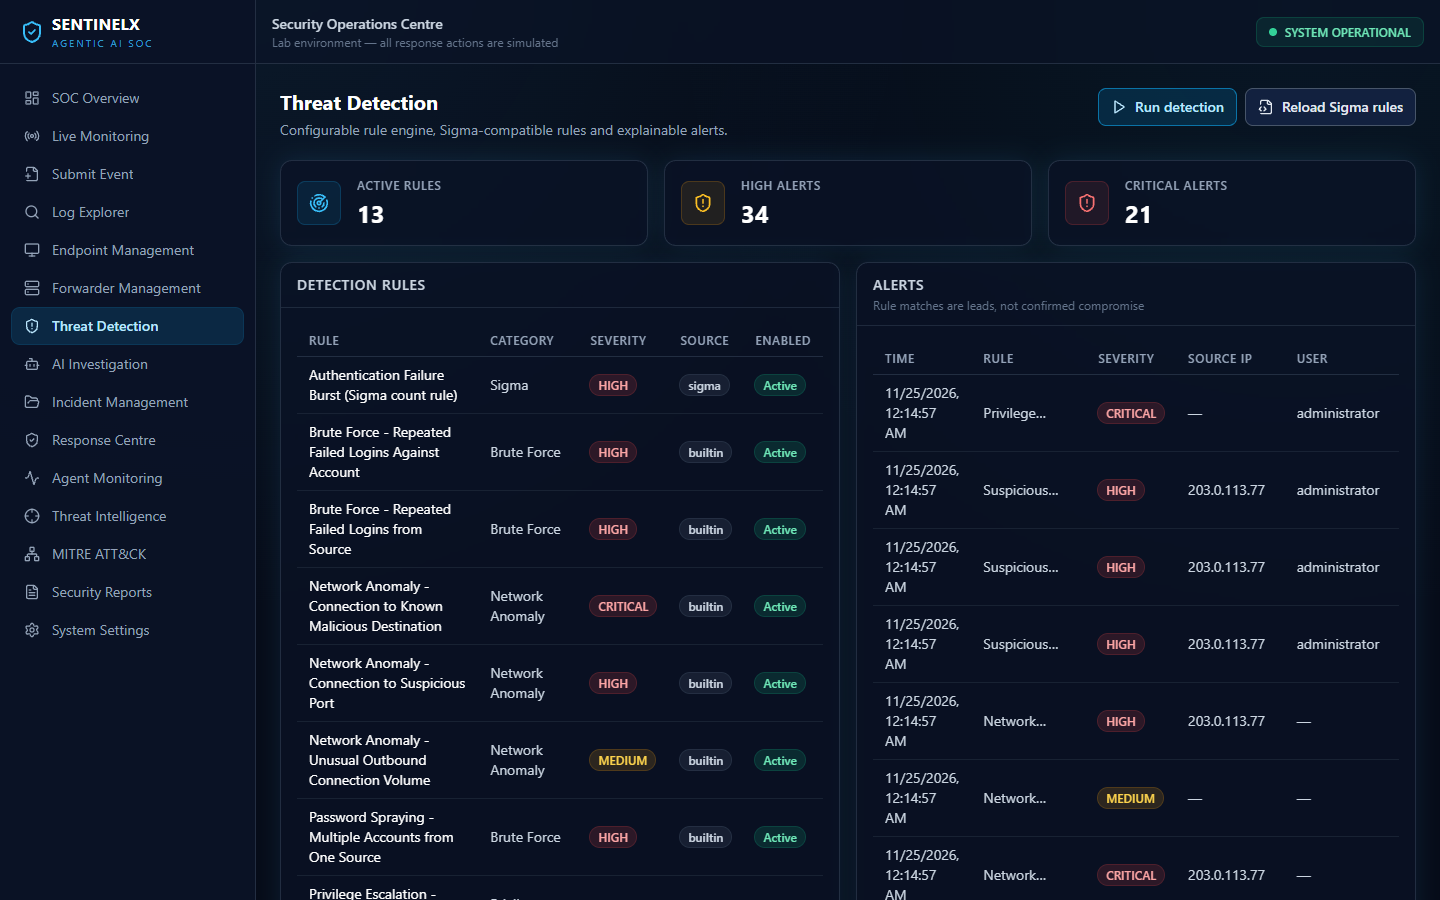 SENTINELX
AGENTIC AI SOC
SOC Overview
Live Monitoring
Submit Event
Log Explorer
Endpoint Management
Forwarder Management
Threat Detection
AI Investigation
Incident Management
Response Centre
Agent Monitoring
Threat Intelligence
MITRE ATT&CK
Security Reports
System Settings
Security Operations Centre
Lab environment — all response actions are simulated
SYSTEM OPERATIONAL
Threat Detection
Configurable rule engine, Sigma-compatible rules and explainable alerts.
Run detection
Reload Sigma rules
ACTIVE RULES
13
HIGH ALERTS
34
CRITICAL ALERTS
21
DETECTION RULES
RULE CATEGORY SEVERITY SOURCE ENABLED
Authentication Failure
Burst (Sigma count rule)
Sigma HIGH sigma Active
Brute Force - Repeated
Failed Logins Against
Account
Brute Force HIGH builtin Active
Brute Force - Repeated
Failed Logins from
Source
Brute Force HIGH builtin Active
Network Anomaly -
Connection to Known
Malicious Destination
Network
Anomaly
CRITICAL builtin Active
Network Anomaly -
Connection to Suspicious
Port
Network
Anomaly
HIGH builtin Active
Network Anomaly -
Unusual Outbound
Connection Volume
Network
Anomaly
MEDIUM builtin Active
Password Spraying -
Multiple Accounts from
One Source
Brute Force HIGH builtin Active
Privilege Escalation -
ALERTS
Rule matches are leads, not confirmed compromise
TIME RULE SEVERITY SOURCE IP USER
11/25/2026,
12:14:57
AM
Privilege... CRITICAL — administrator
11/25/2026,
12:14:57
AM
Suspicious... HIGH 203.0.113.77 administrator
11/25/2026,
12:14:57
AM
Suspicious... HIGH 203.0.113.77 administrator
11/25/2026,
12:14:57
AM
Suspicious... HIGH 203.0.113.77 administrator
11/25/2026,
12:14:57
AM
Network... HIGH 203.0.113.77 —
11/25/2026,
12:14:57
AM
Network... MEDIUM — —
11/25/2026,
12:14:57
AM
Network... CRITICAL 203.0.113.77 —